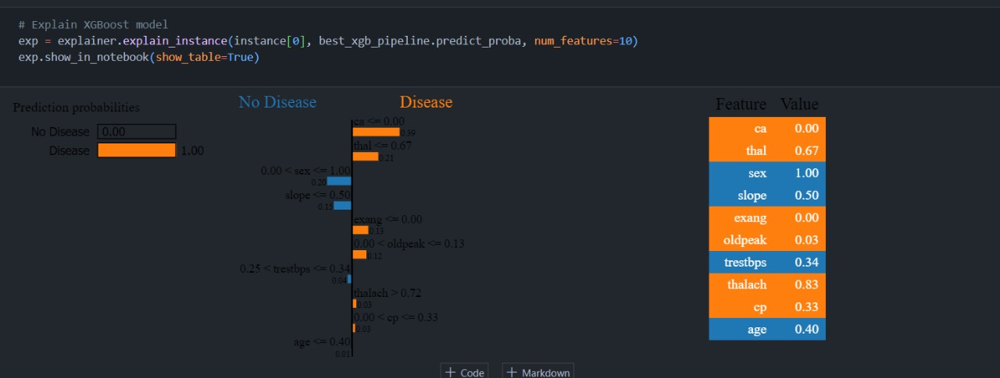 # Explain XGBoost model
exp = explainer.explain_instance(instance[0], best_xgb_pipeline.predict_proba, num_features=10)
exp.show_in_notebook(show_table=True)
Prediction probabilities
No Disease 0.00
Disease 1.00
No Disease Disease
ca <= 0.00
0.39
thal <= 0.67
0.21
0.00 < sex <= 1.00
0.20
slope <= 0.50
0.15
exang <= 0.00
0.13
0.00 < oldpeak <= 0.13
0.12
0.25 < trestbps <= 0.34
0.04
thalach > 0.72
0.03
0.00 < cp <= 0.33
0.03
age <= 0.40
0.01
Feature Value
ca 0.00
thal 0.67
sex 1.00
slope 0.50
exang 0.00
oldpeak 0.03
trestbps 0.34
thalach 0.83
cp 0.33
age 0.40
+ Code + Markdown